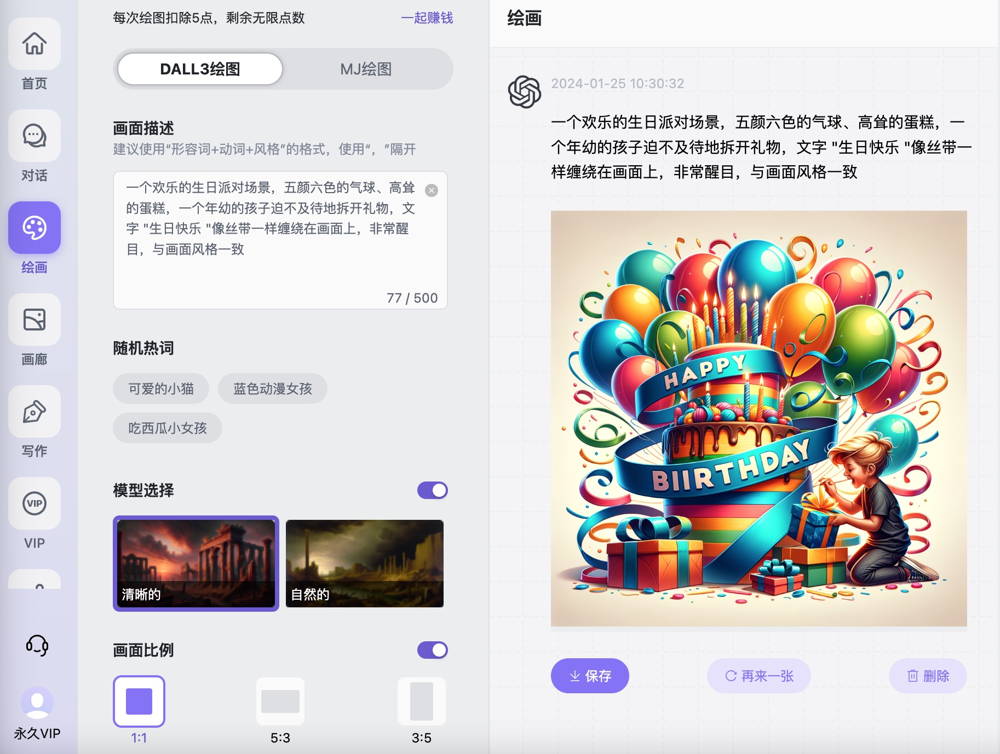 首页
对话
绘画
画廊
写作
VIP
VIP
永久VIP
每次绘图扣除5点，剩余无限点数
一起赚钱
DALL3绘图
MJ绘图
画面描述
建议使用“形容词+动词+风格”的格式，使用“，”隔开
一个欢乐的生日派对场景，五颜六色的气球、高耸
的蛋糕，一个年幼的孩子迫不及待地拆开礼物，文
字 "生日快乐 "像丝带一样缠绕在画面上，非常醒
目，与画面风格一致
77 / 500
随机热词
可爱的小猫
蓝色动漫女孩
吃西瓜小女孩
模型选择
清晰的
自然的
画面比例
1:1
5:3
3:5
绘画
2024-01-25 10:30:32
一个欢乐的生日派对场景，五颜六色的气球、高耸的蛋糕，一
个年幼的孩子迫不及待地拆开礼物，文字 "生日快乐 "像丝带一
样缠绕在画面上，非常醒目，与画面风格一致
HAPPY
BIIRTHDAY
保存
再来一张
删除